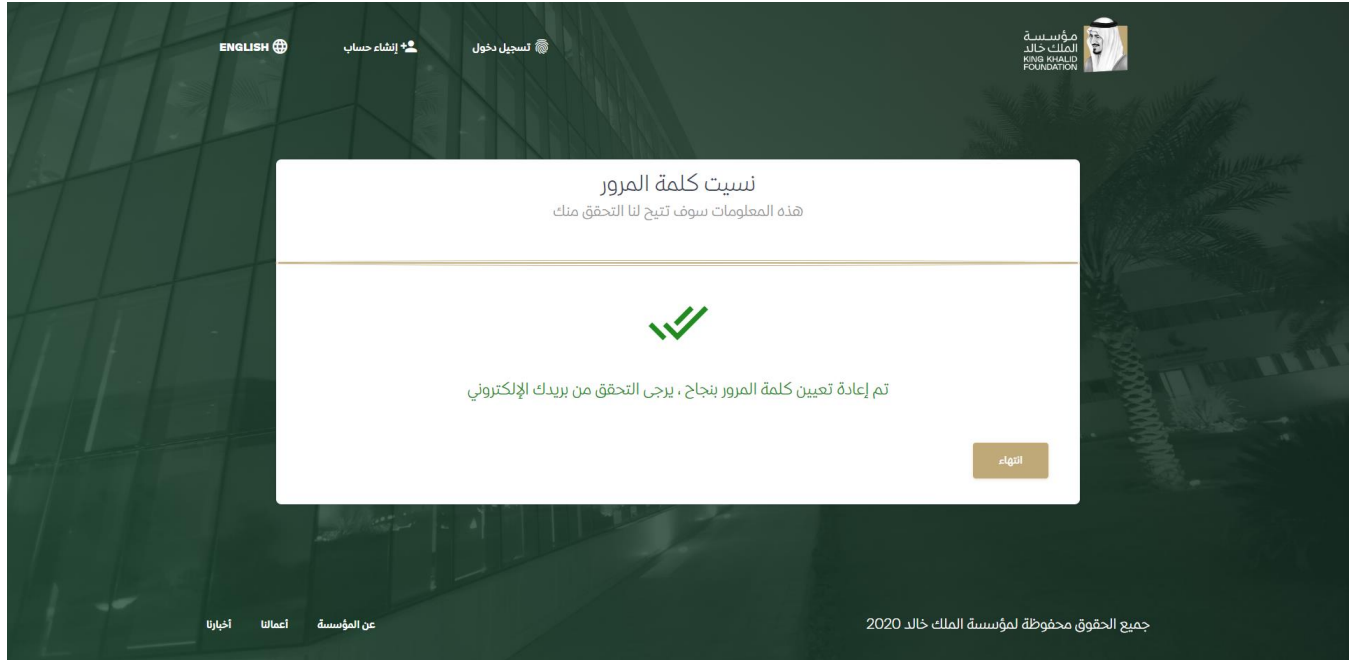 مؤسسة
الملك خالد
KING KHALID
FOUNDATION
تسجيل دخول
إنشاء حساب
ENGLISH
نسيت كلمة المرور
هذه المعلومات سوف تتيح لنا التحقق منك
تم إعادة تعيين كلمة المرور بنجاح ، يرجى التحقق من بريدك الإلكتروني
انتهاء
جميع الحقوق محفوظة لمؤسسة الملك خالد 2020
عن المؤسسة أعمالنا أخبارنا